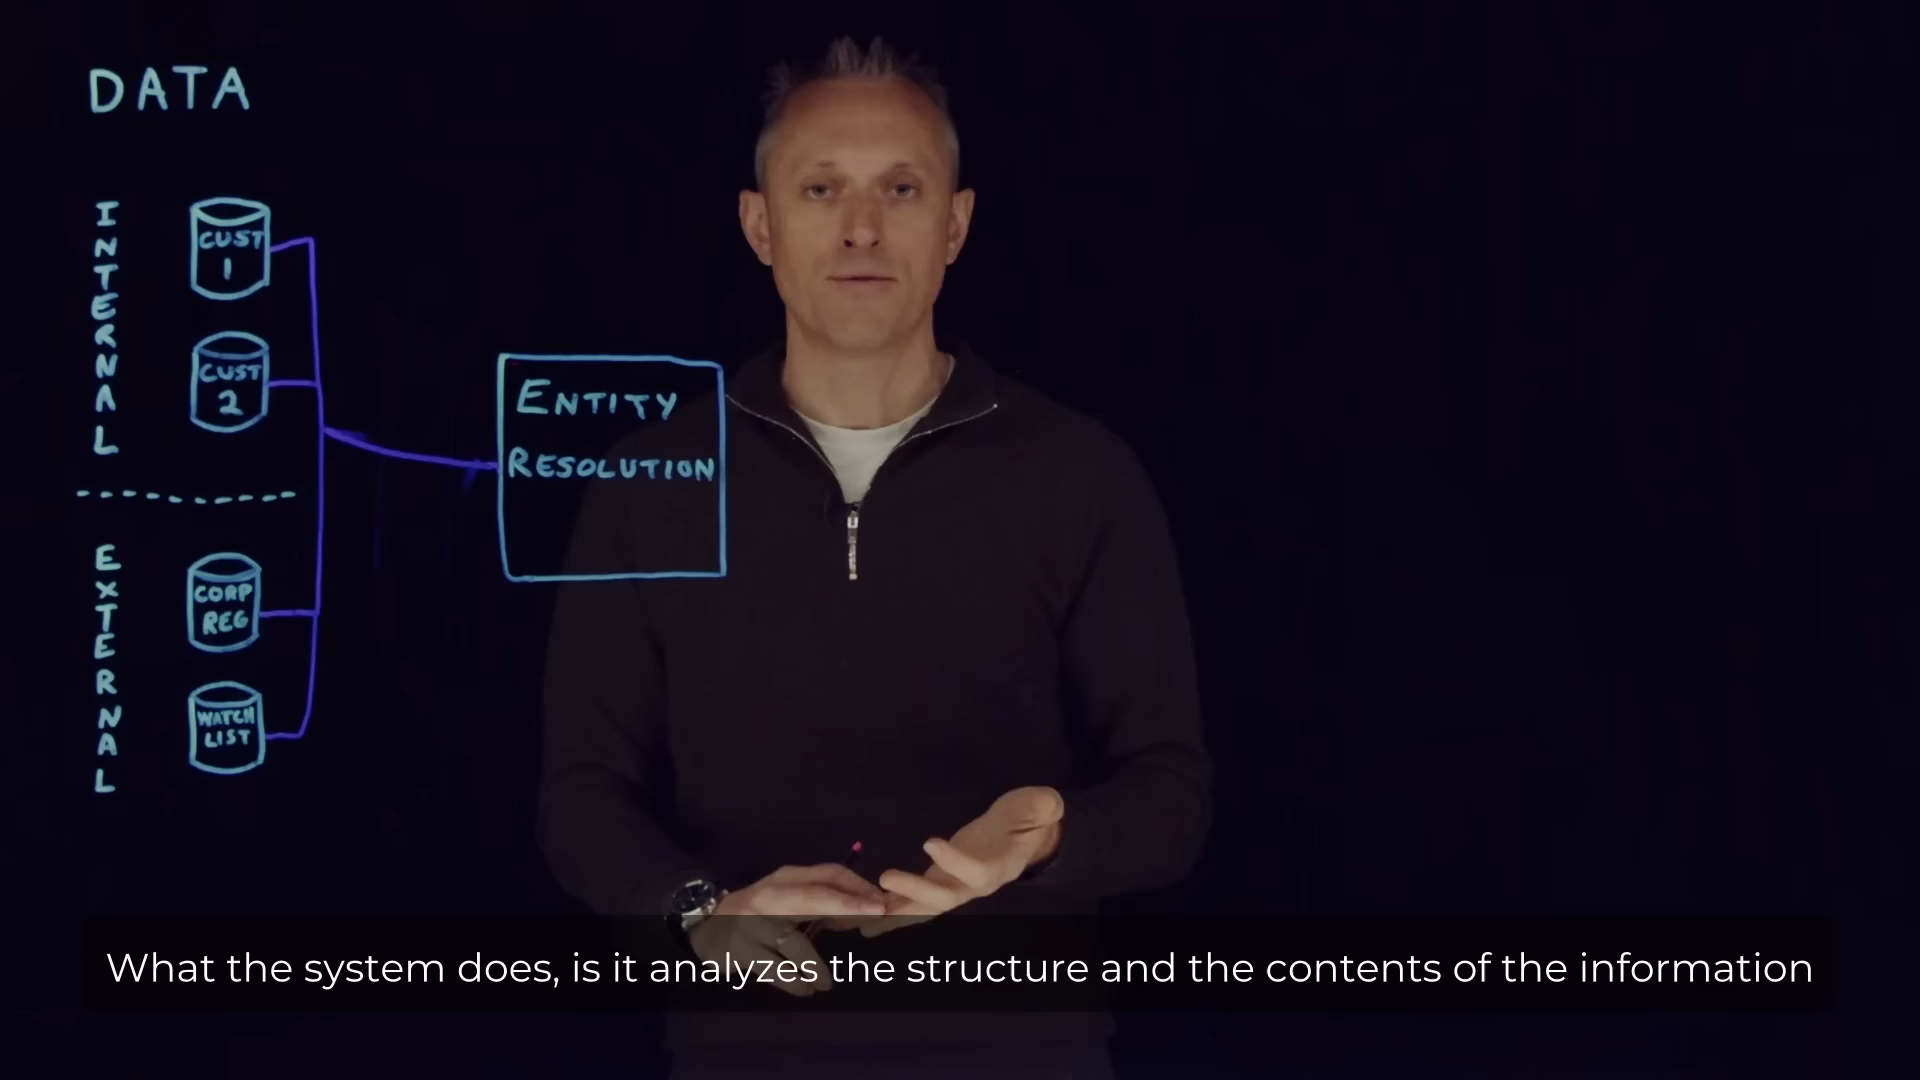 DATA
INTERNAL
CUST
1
CUST
2
ENTITY
RESOLUTION
EXTERNAL
CORP
REG
WATCH
LIST
What the system does, is it analyzes the structure and the contents of the information